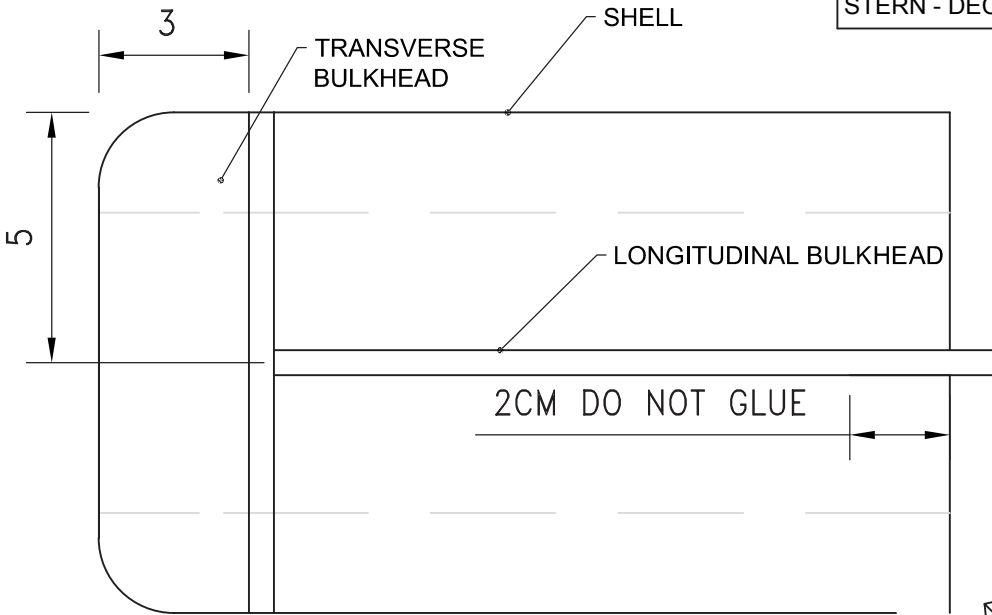 STERN - DEC
SHELL
3
TRANSVERSE
BULKHEAD
5
LONGITUDINAL BULKHEAD
2CM DO NOT GLUE